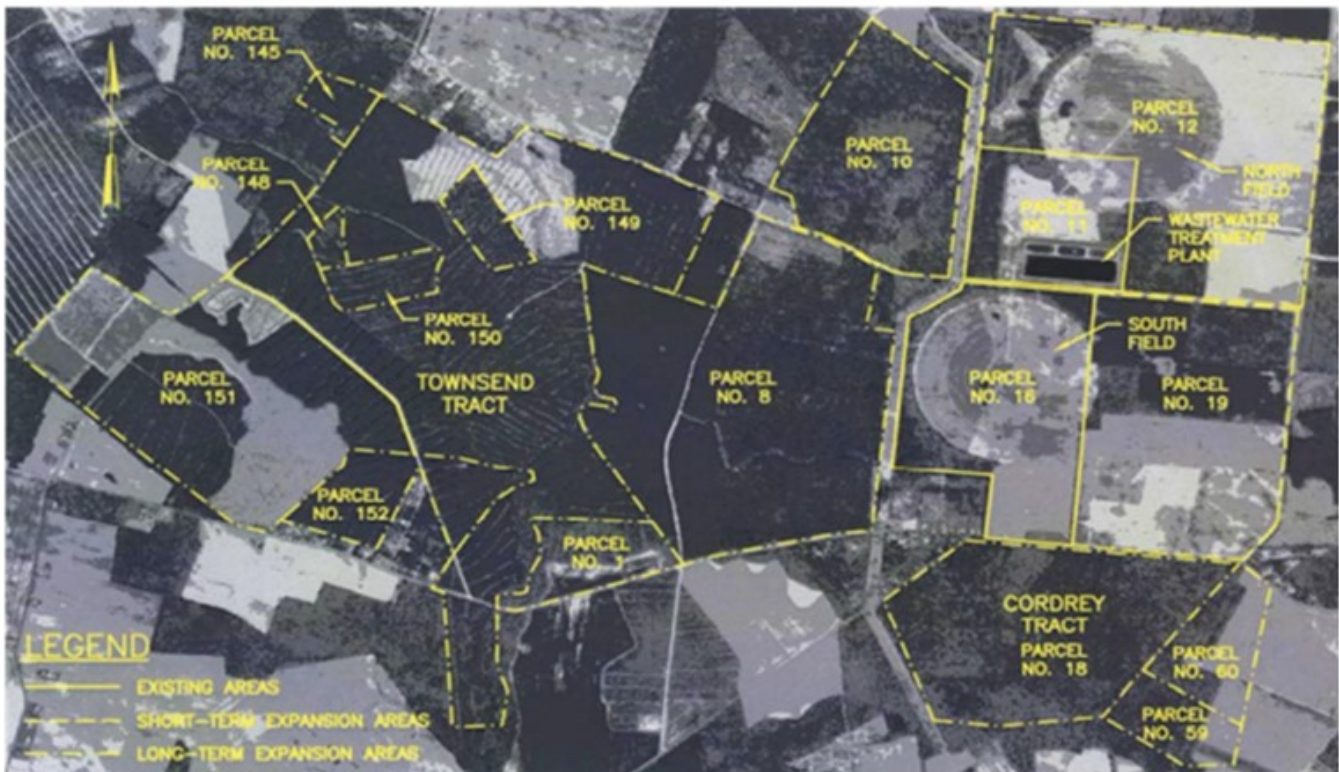 PARCEL
NO. 145
PARCEL
NO. 148
PARCEL
NO. 149
PARCEL
NO. 150
PARCEL
NO. 151
PARCEL
NO. 152
TOWNSEND
TRACT
PARCEL
NO. 1
PARCEL
NO. 8
PARCEL
NO. 10
PARCEL
NO. 12
NORTH
FIELD
PARCEL
NO. 11
WASTEWATER
TREATMENT
PLANT
SOUTH
FIELD
PARCEL
NO. 16
PARCEL
NO. 19
CORDREY
TRACT
PARCEL
NO. 18
PARCEL
NO. 60
PARCEL
NO. 59
LEGEND
EXISTING AREAS
SHORT-TERM EXPANSION AREAS
LONG-TERM EXPANSION AREAS